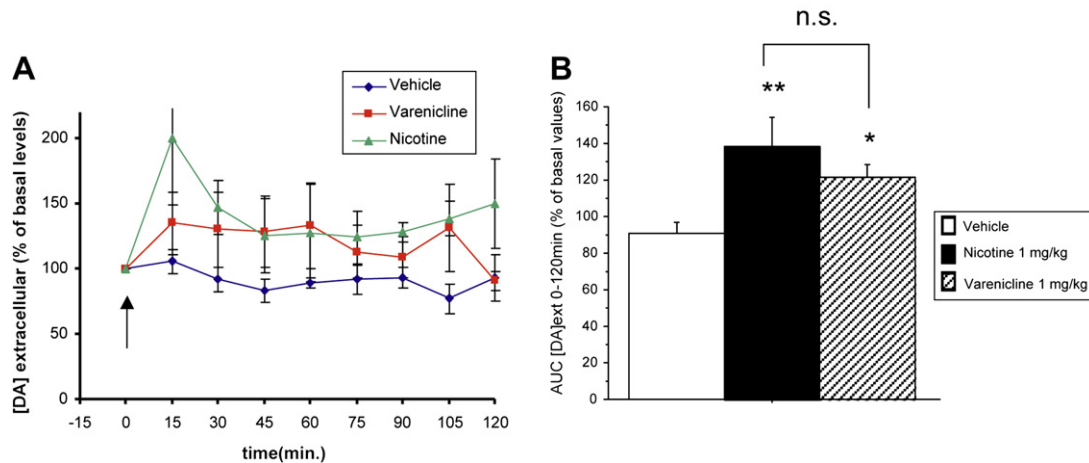 A
[DA] extracellular (% of basal levels)
200
150
100
50
0
-15 0 15 30 45 60 75 90 105 120
time(min.)
Vehicle
Varenicline
Nicotine
B
n.s.
**
*
AUC [DA]ext 0-120min (% of basal values)
160
140
120
100
80
60
40
20
0
Vehicle
Nicotine 1 mg/kg
Varenicline 1 mg/kg